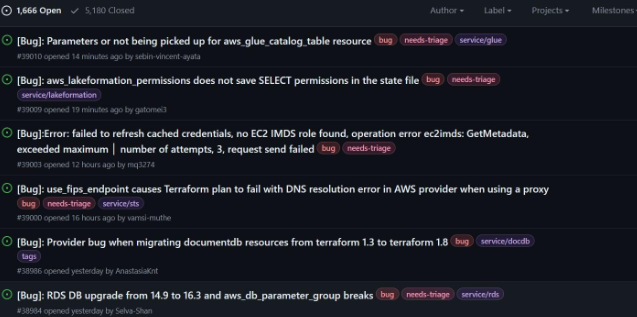 1,666 Open 5,180 Closed Author Label Projects Milestones
[Bug]: Parameters or not being picked up for aws_glue_catalog_table resource bug needs-triage service/glue
#39010 opened 14 minutes ago by sebin-vincent-ayata
[Bug]: aws_lakeformation_permissions does not save SELECT permissions in the state file bug needs-triage
service/lakeformation
#39009 opened 19 minutes ago by gatomei3
[Bug]:Error: failed to refresh cached credentials, no EC2 IMDS role found, operation error ec2imds: GetMetadata,
exceeded maximum │ number of attempts, 3, request send failed bug needs-triage
#39003 opened 12 hours ago by mq3274
[Bug]: use_fips_endpoint causes Terraform plan to fail with DNS resolution error in AWS provider when using a proxy
bug needs-triage service/sts
#39000 opened 16 hours ago by vamsi-muthe
[Bug]: Provider bug when migrating documentdb resources from terraform 1.3 to terraform 1.8 bug service/docdb
tags
#38986 opened yesterday by AnastasiaKnt
[Bug]: RDS DB upgrade from 14.9 to 16.3 and aws_db_parameter_group breaks bug needs-triage service/rds
#38984 opened yesterday by Selva-Shan